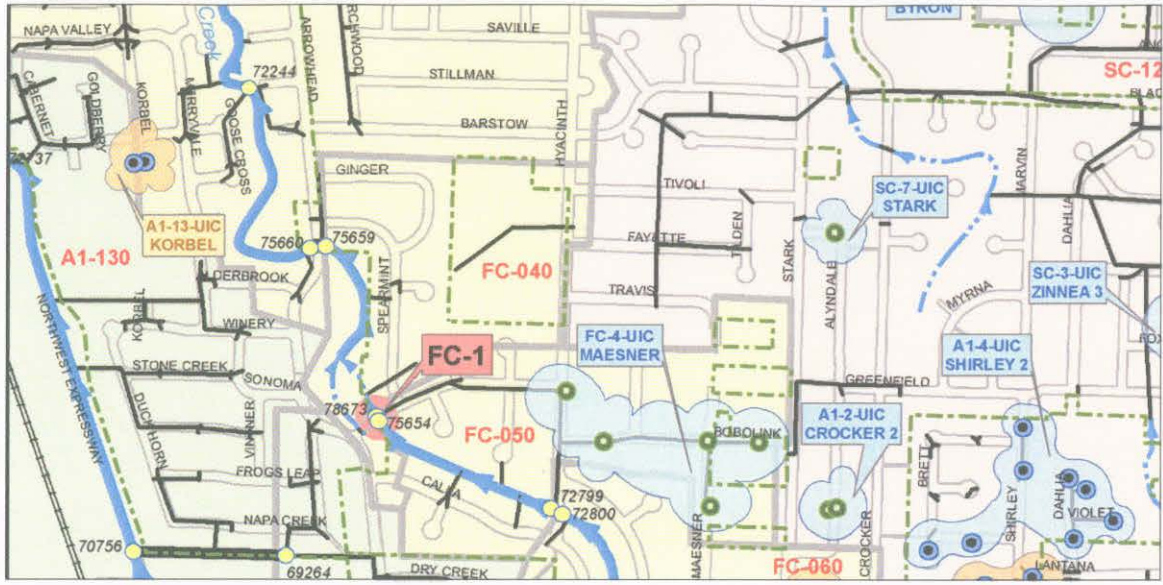 NAPA VALLEY
Creek
ARROWHEAD
SAVILLE
BYRON
CABERNET
GOLDBERRY
KORBEL
MERRYVALE
GOOSE CROSS
72244
STILLMAN
HYACINTH
SC-12
BARSTOW
GINGER
TIVOLI
MARVIN
DAHLIA
A1-13-UIC
KORBEL
SC-7-UIC
STARK
A1-130
75660
75659
FAYETTE
TILDEN
STARK
FC-040
DERBROOK
SPEARMINT
TRAVIS
ALYNDALE
MYRNA
SC-3-UIC
ZINNEA 3
NORTHWEST EXPRESSWAY
KORBEL
WINERY
FC-1
FC-4-UIC
MAESNER
A1-4-UIC
SHIRLEY 2
STONE CREEK
SONOMA
GREENFIELD
DUCKHORN
VINTNER
78673
75654
FC-050
A1-2-UIC
CROCKER 2
BOBOLINK
BRETT
SHIRLEY
DAHLIA
FROGS LEAP
CALLA
72799
72800
VIOLET
NAPA CREEK
MAESNER
CROCKER
70756
69264
DRY CREEK
FC-060
LANTANA